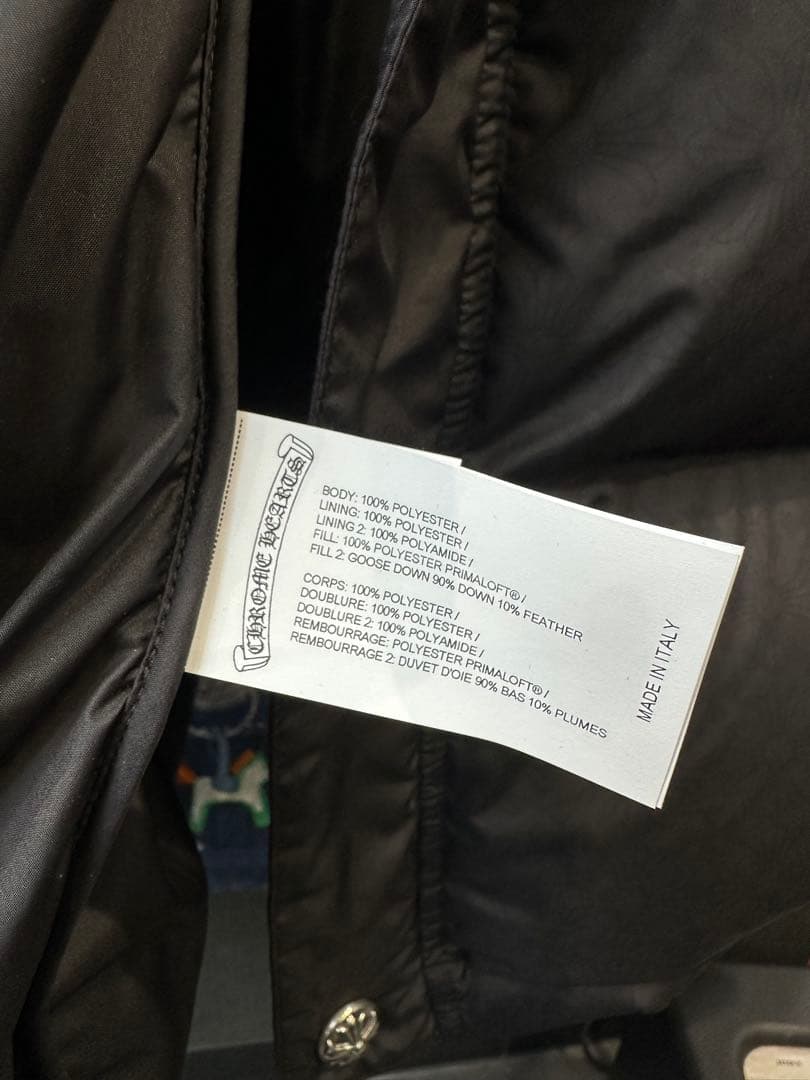 CHROME HEARTS
BODY: 100% POLYESTER /
LINING: 100% POLYESTER /
LINING 2: 100% POLYAMIDE /
FILL: 100% POLYESTER PRIMALOFT® /
FILL 2: GOOSE DOWN 90% DOWN 10% FEATHER
CORPS: 100% POLYESTER /
DOUBLURE: 100% POLYESTER /
DOUBLURE 2: 100% POLYAMIDE /
REMBOURRAGE: POLYESTER PRIMALOFT® /
REMBOURRAGE 2: DUVET D'OIE 90% BAS 10% PLUMES
MADE IN ITALY